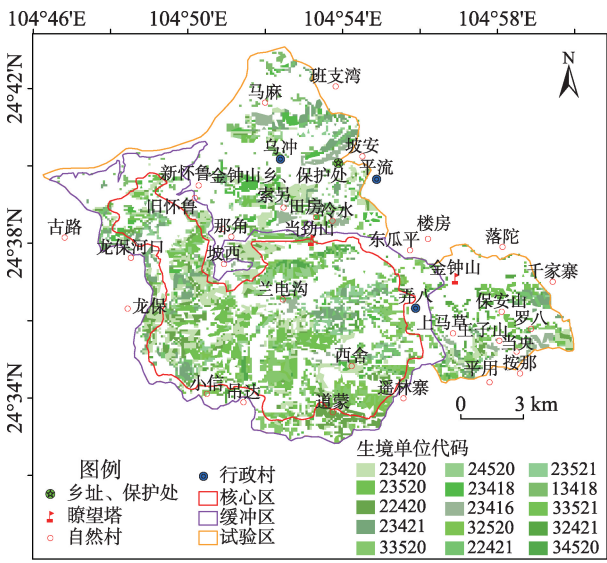 104°46′E 104°50′E 104°54′E 104°58′E
24°42′N
24°38′N
24°34′N
N
班支湾
马麻
乌冲
坡安
平流
新怀鲁
金钟山乡、保护处
索另
田房
冷水
旧怀鲁
那角
当劲山
古路
龙保河口
坡西
东瓜平
楼房
落陀
金钟山
千家寨
兰电沟
龙保
弄八
保安山
上马草
王子山
罗八
当央
西舍
平用
按那
小信
吊达
道蒙
遥林寨
0 3 km
图例
乡址、保护处
瞭望塔
自然村
行政村
核心区
缓冲区
试验区
生境单位代码
23420 24520 23521
23520 23418 13418
22420 23416 33521
23421 32520 32421
33520 22421 34520